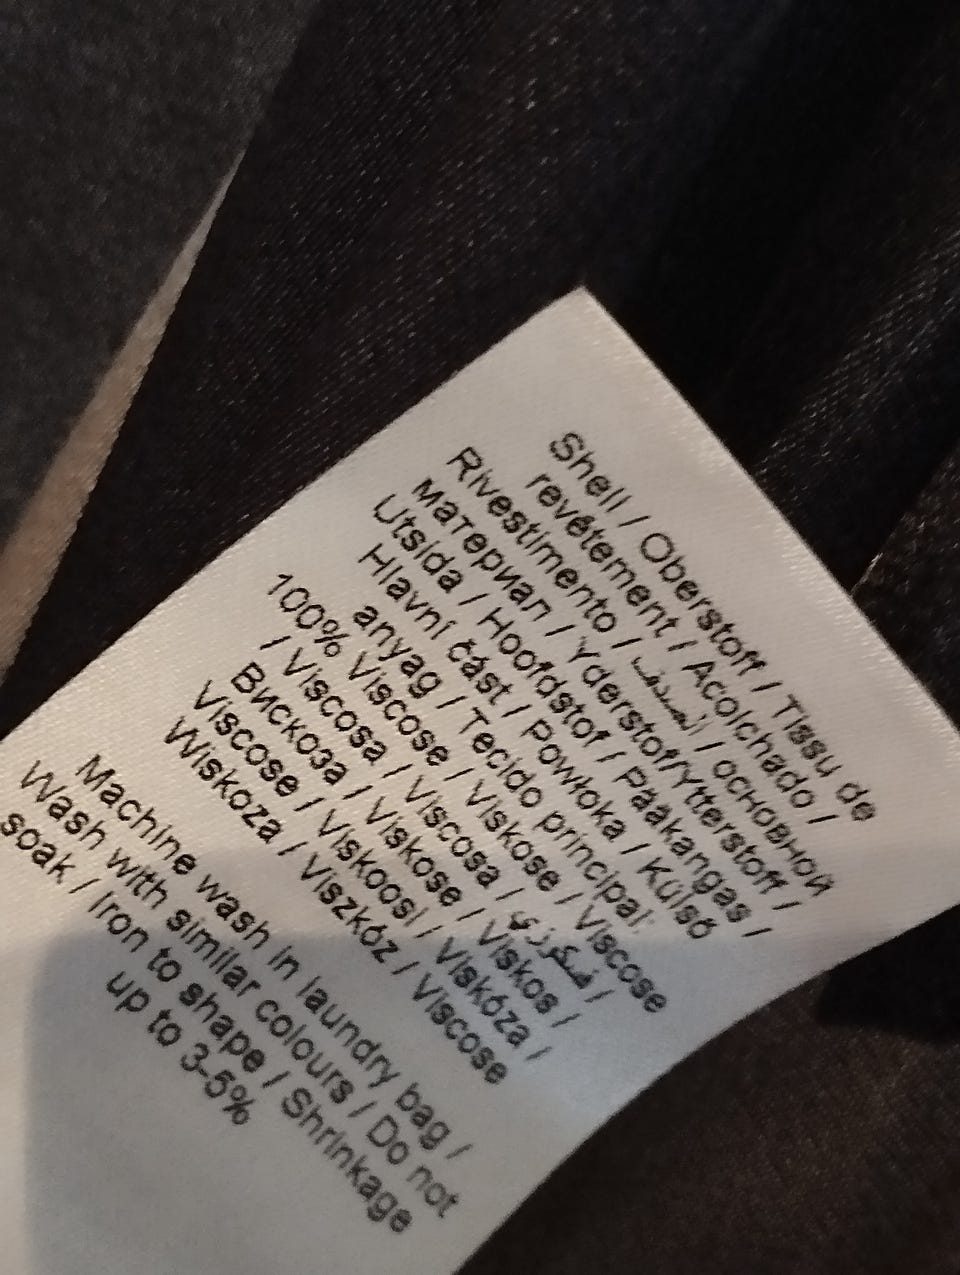 Shell / Oberstoff / Tissu de
revêtement / Acolchado /
Rivestimento / الصدف / основной
материал / Yderstof/Ytterstoff /
Utsida / Hoofdstof / Pääkangas /
Hlavní část / Powłoka / Külső
anyag / Tecido principal:
100% Viscose / Viskose / Viscose
/ Viscosa / Viscosa / فسكوزي /
Вискоза / Viskose / Viskos /
Viscose / Viskoosi / Viskóza /
Wiskoza / Viszkóz / Viscose
Machine wash in laundry bag /
Wash with similar colours / Do not
soak / Iron to shape / Shrinkage
up to 3-5%